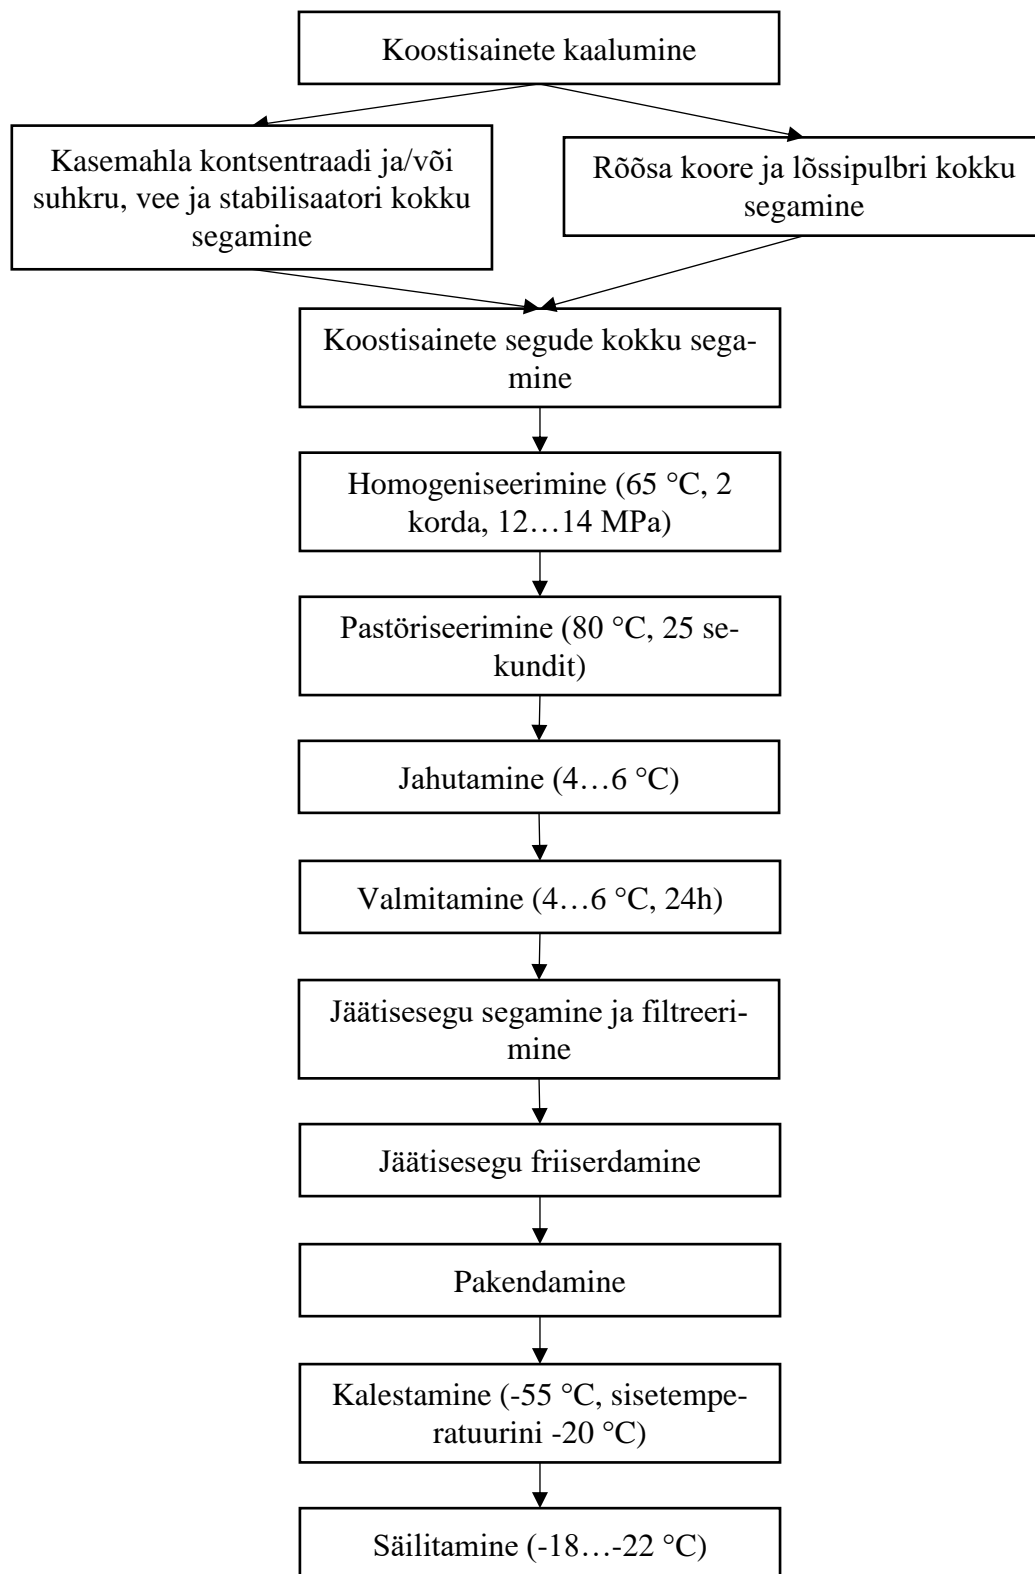 Koostisainete kaalumine
Kasemahla kontsentraadi ja/või
suhkru, vee ja stabilisaatori kokku
segamine
Rõõsa koore ja lõssipulbri kokku
segamine
Koostisainete segude kokku sega-
mine
Homogeniseerimine (65 °C, 2
korda, 12…14 MPa)
Pastöriseerimine (80 °C, 25 se-
kundit)
Jahutamine (4…6 °C)
Valmitamine (4…6 °C, 24h)
Jäätisesegu segamine ja filtreeri-
mine
Jäätisesegu friiserdamine
Pakendamine
Kalestamine (-55 °C, sisetempe-
ratuurini -20 °C)
Säilitamine (-18…-22 °C)